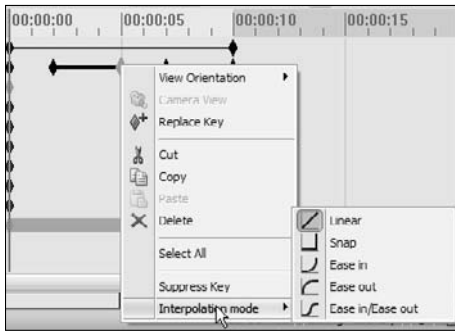 00:00:00 00:00:05 00:00:10 00:00:15
View Orientation
Camera View
Replace Key
Cut
Copy
Paste
Delete
Select All
Suppress Key
Interpolation mode
Linear
Snap
Ease in
Ease out
Ease in/Ease out